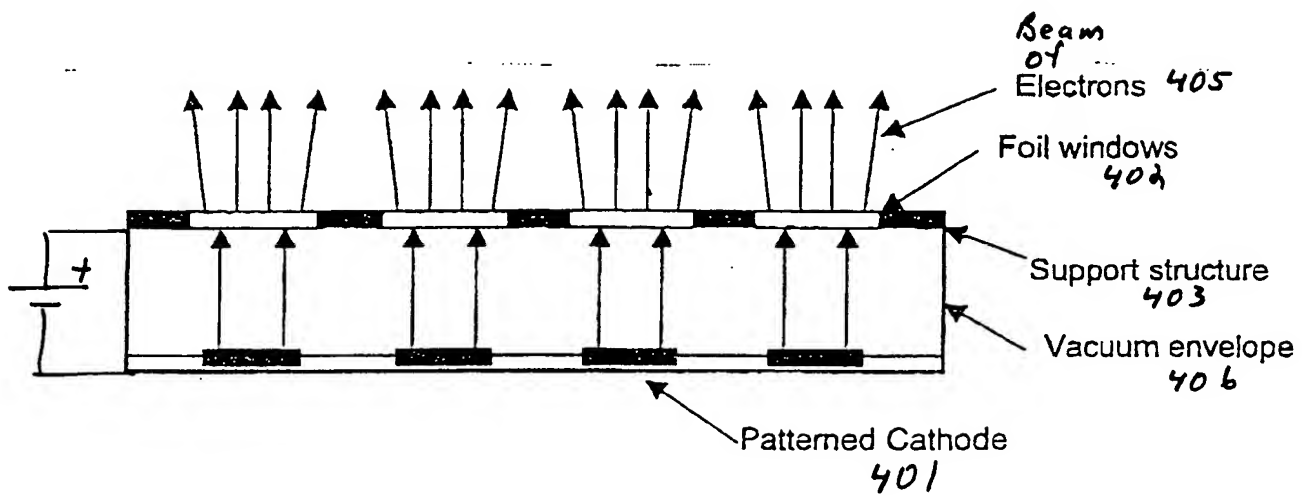 Beam
of
Electrons 405
Foil windows
402
Support structure
403
Vacuum envelope
406
+
Patterned Cathode
401